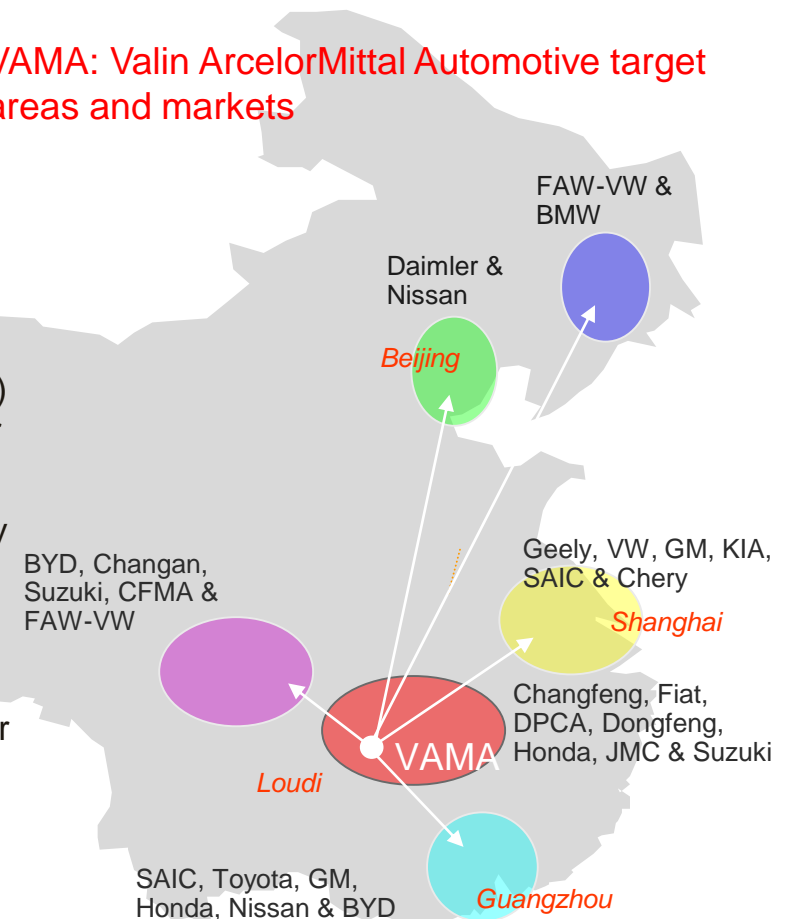 VAMA: Valin ArcelorMittal Automotive target
areas and markets
FAW-VW &
BMW
Daimler &
Nissan
Beijing
)
y
BYD, Changan,
Suzuki, CFMA &
FAW-VW
Geely, VW, GM, KIA,
SAIC & Chery
Shanghai
Changfeng, Fiat,
DPCA, Dongfeng,
Honda, JMC & Suzuki
r
VAMA
Loudi
SAIC, Toyota, GM,
Honda, Nissan & BYD
Guangzhou